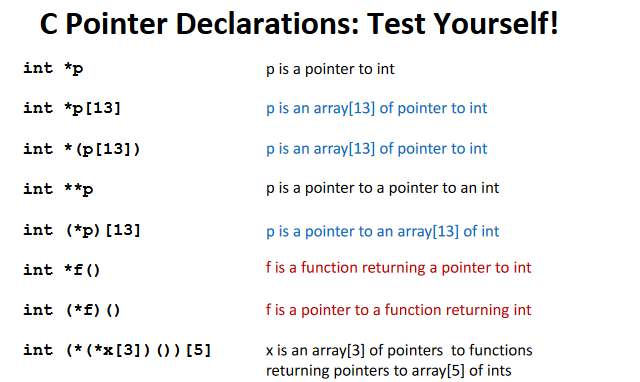 C Pointer Declarations: Test Yourself!
int *p p is a pointer to int
int *p[13] p is an array[13] of pointer to int
int *(p[13]) p is an array[13] of pointer to int
int **p p is a pointer to a pointer to an int
int (*p)[13] p is a pointer to an array[13] of int
int *f() f is a function returning a pointer to int
int (*f)() f is a pointer to a function returning int
int (*(*x[3])())[5] x is an array[3] of pointers to functions
returning pointers to array[5] of ints